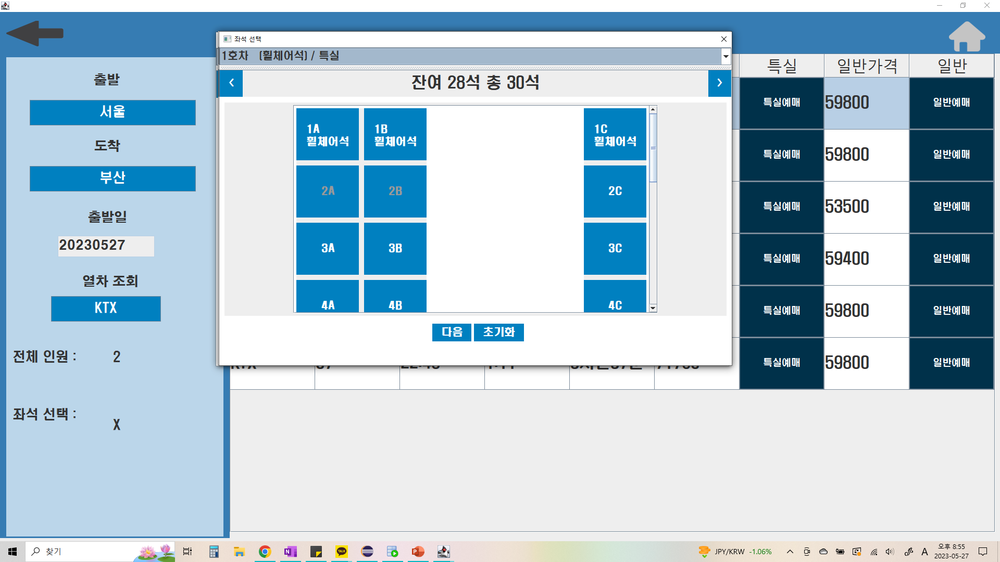 출발
서울
도착
부산
출발일
20230527
열차 조회
KTX
전체 인원 : 2
좌석 선택 : X
좌석 선택
1호차 (휠체어석) / 특실
< 잔여 28석 총 30석 >
1A 휠체어석
1B 휠체어석
1C 휠체어석
2A 2B 2C
3A 3B 3C
4A 4B 4C
다음 초기화
특실 일반가격 일반
특실예매 59800 일반예매
특실예매 59800 일반예매
특실예매 53500 일반예매
특실예매 59400 일반예매
특실예매 59800 일반예매
특실예매 59800 일반예매
찾기
JPY/KRW -1.06%
A
오후 8:55
2023-05-27